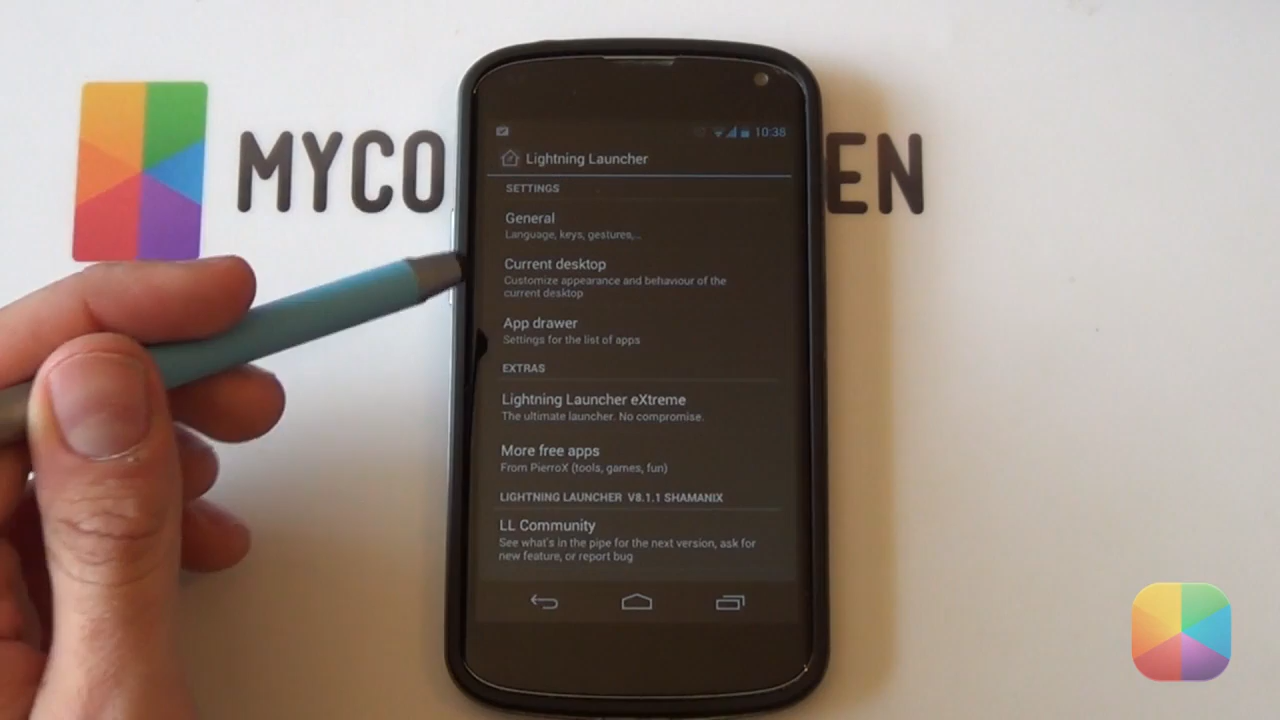 MYCO EN
10:38
Lightning Launcher
SETTINGS
General
Language, keys, gestures,...
Current desktop
Customize appearance and behaviour of the
current desktop
App drawer
Settings for the list of apps
EXTRAS
Lightning Launcher eXtreme
The ultimate launcher. No compromise.
More free apps
From PierroX (tools, games, fun)
LIGHTNING LAUNCHER V8.1.1 SHAMANIX
LL Community
See what's in the pipe for the next version, ask for
new feature, or report bug